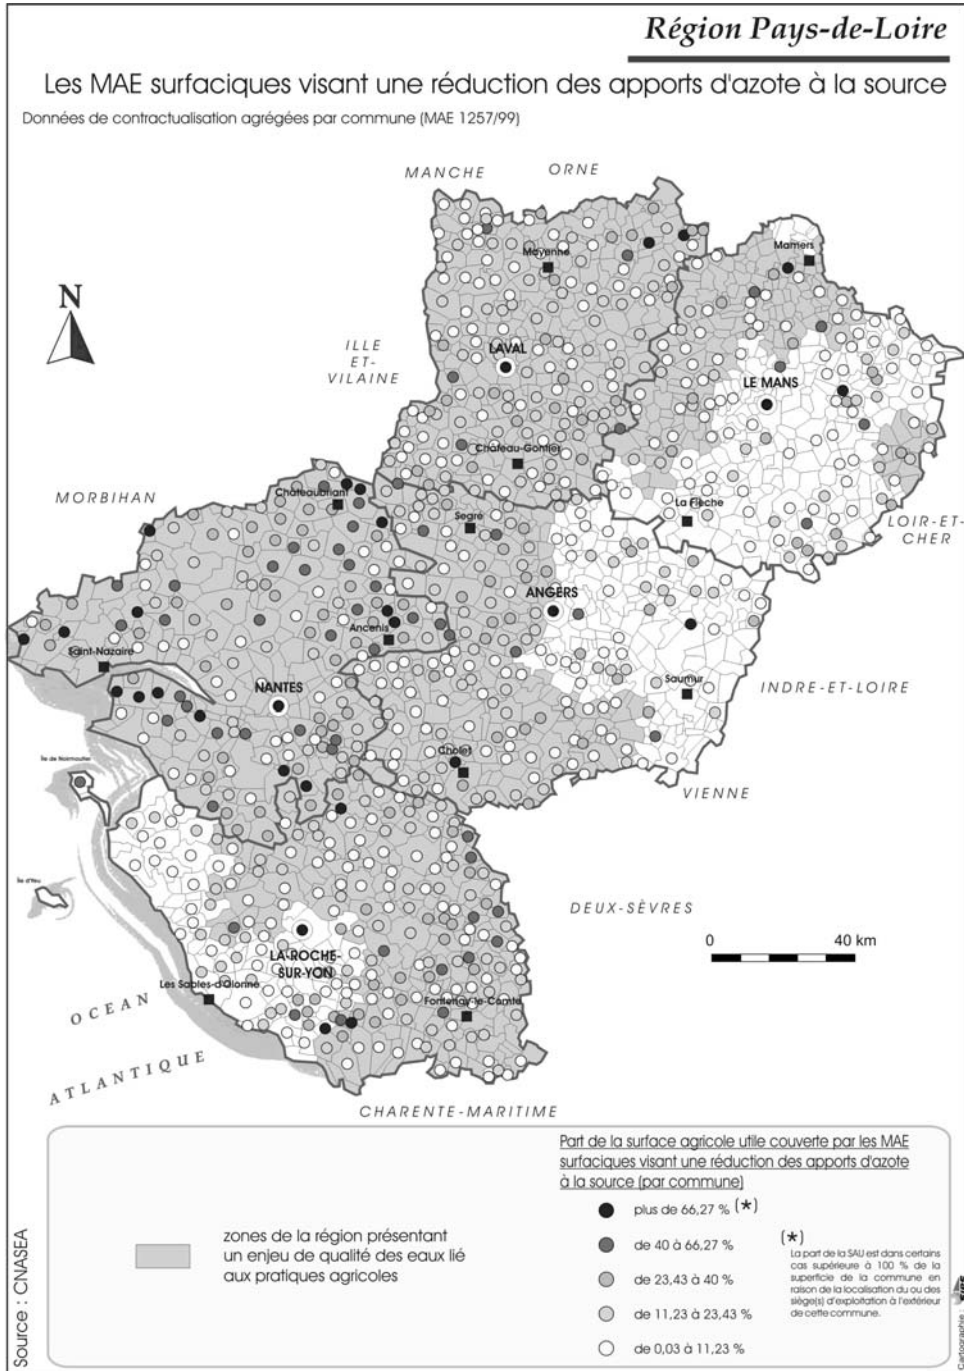 Région Pays-de-Loire
Les MAE surfaciques visant une réduction des apports d'azote à la source
Données de contractualisation agrégées par commune (MAE 1257/99)
MANCHE
ORNE
Mamers
Mayenne
N
ILLE
ET-
VILAINE
LAVAL
LE MANS
Château-Gontier
MORBIHAN
Châteaubriant
Segré
La Flèche
LOIR-ET-
CHER
ANGERS
Ancenis
Saint-Nazaire
NANTES
Saumur
INDRE-ET-LOIRE
Cholet
Île de Noirmoutier
VIENNE
Île d'Yeu
DEUX-SÈVRES
0 40 km
LA-ROCHE-
SUR-YON
Les Sables-d'Olonne
Fontenay-le-Comte
OCEAN
ATLANTIQUE
CHARENTE-MARITIME
Part de la surface agricole utile couverte par les MAE
surfaciques visant une réduction des apports d'azote
à la source (par commune)
plus de 66,27 % (*)
de 40 à 66,27 %
de 23,43 à 40 %
de 11,23 à 23,43 %
de 0,03 à 11,23 %
zones de la région présentant
un enjeu de qualité des eaux lié
aux pratiques agricoles
(*)
La part de la SAU est dans certains
cas supérieure à 100 % de la
superficie de la commune en
raison de la localisation du ou des
siège(s) d'exploitation à l'extérieur
de cette commune.
Source : CNASEA
Cartographie :